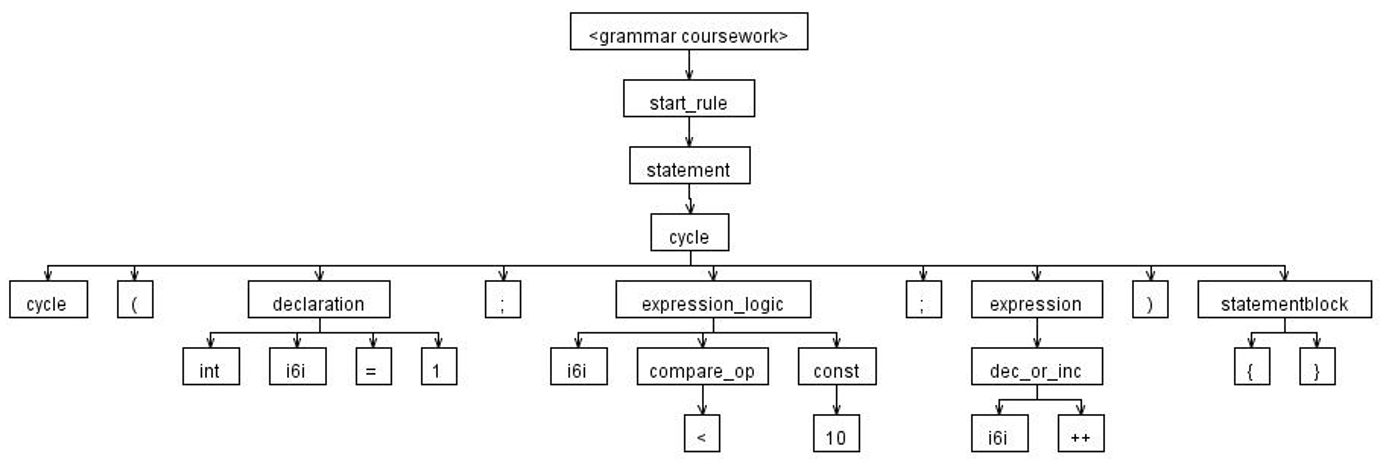 <grammar coursework>
start_rule
statement
cycle
cycle ( declaration ; expression_logic ; expression ) statementblock
int i6i = 1 i6i compare_op const dec_or_inc { }
< 10 i6i ++